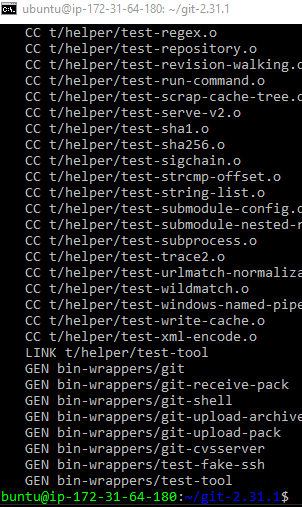 ubuntu@ip-172-31-64-180: ~/git-2.31.1
CC t/helper/test-regex.o
CC t/helper/test-repository.o
CC t/helper/test-revision-walking.o
CC t/helper/test-run-command.o
CC t/helper/test-scrap-cache-tree.o
CC t/helper/test-serve-v2.o
CC t/helper/test-sha1.o
CC t/helper/test-sha256.o
CC t/helper/test-sigchain.o
CC t/helper/test-strcmp-offset.o
CC t/helper/test-string-list.o
CC t/helper/test-submodule-config.o
CC t/helper/test-submodule-nested-r
CC t/helper/test-subprocess.o
CC t/helper/test-trace2.o
CC t/helper/test-urlmatch-normaliza
CC t/helper/test-wildmatch.o
CC t/helper/test-windows-named-pipe
CC t/helper/test-write-cache.o
CC t/helper/test-xml-encode.o
LINK t/helper/test-tool
GEN bin-wrappers/git
GEN bin-wrappers/git-receive-pack
GEN bin-wrappers/git-shell
GEN bin-wrappers/git-upload-archive
GEN bin-wrappers/git-upload-pack
GEN bin-wrappers/git-cvsserver
GEN bin-wrappers/test-fake-ssh
GEN bin-wrappers/test-tool
buntu@ip-172-31-64-180:~/git-2.31.1$